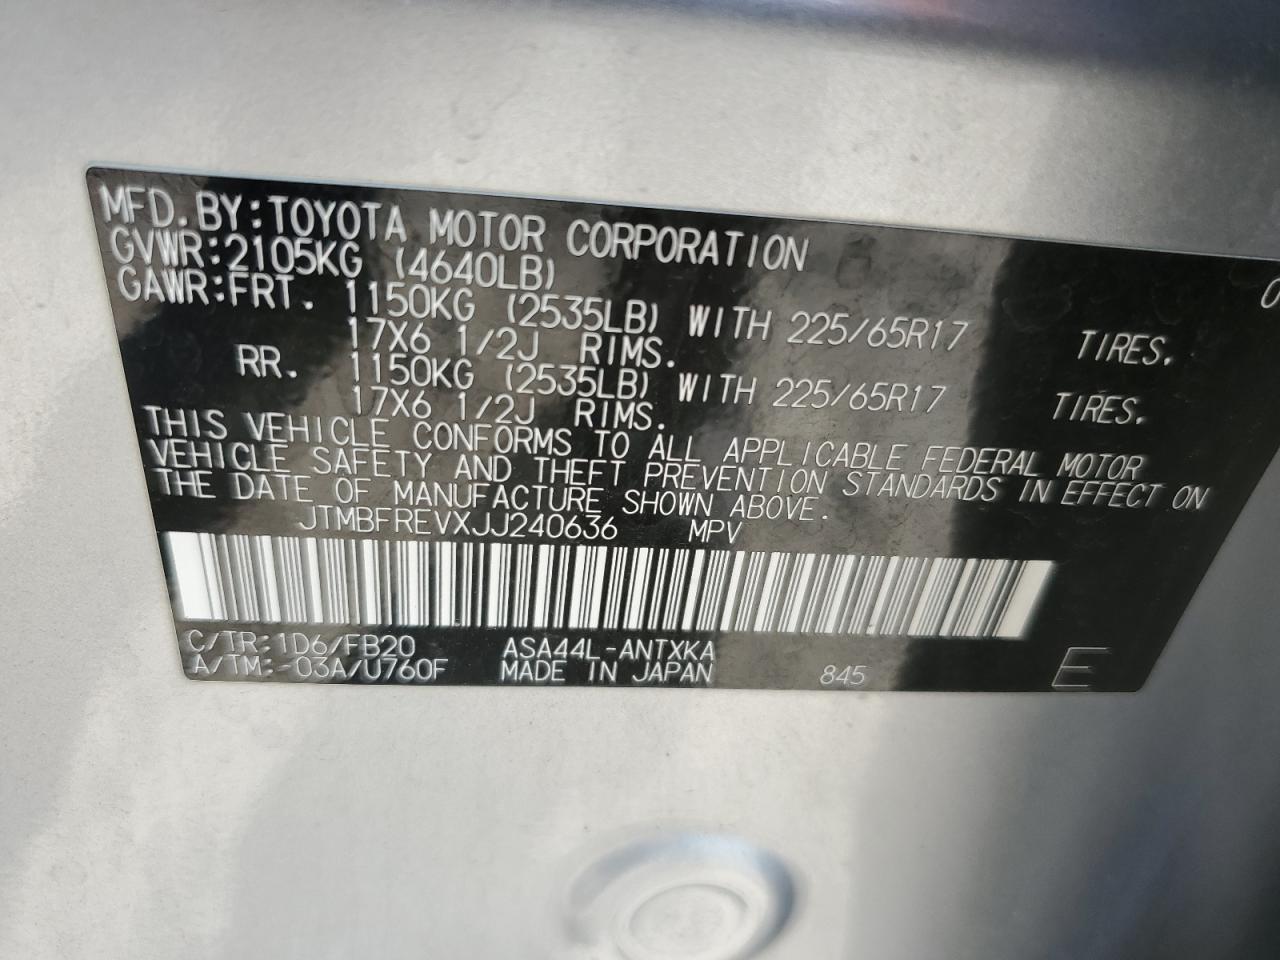 MFD.BY:TOYOTA MOTOR CORPORATION
GVWR:2105KG (4640LB)
GAWR:FRT. 1150KG (2535LB) WITH 225/65R17 TIRES.
17X6 1/2J RIMS.
RR. 1150KG (2535LB) WITH 225/65R17 TIRES.
17X6 1/2J RIMS.
THIS VEHICLE CONFORMS TO ALL APPLICABLE FEDERAL MOTOR
VEHICLE SAFETY AND THEFT PREVENTION STANDARDS IN EFFECT ON
THE DATE OF MANUFACTURE SHOWN ABOVE.
JTMBFREVXJJ240636 MPV
C/TR:1D6/FB20 ASA44L-ANTXKA
A/TM:-03A/U760F MADE IN JAPAN 845 E